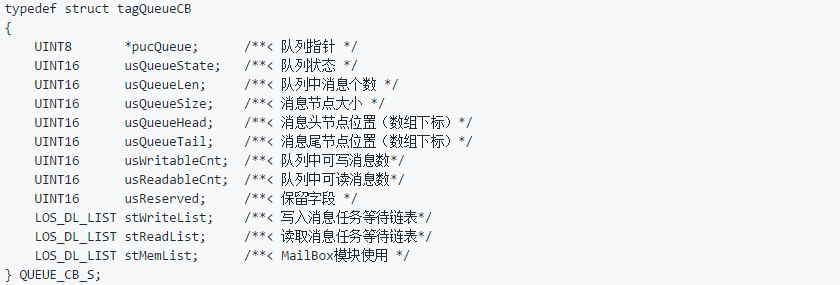 typedef struct tagQueueCB
{
    UINT8       *pucQueue;      /**< 队列指针 */
    UINT16      usQueueState;   /**< 队列状态 */
    UINT16      usQueueLen;     /**< 队列中消息个数 */
    UINT16      usQueueSize;    /**< 消息节点大小 */
    UINT16      usQueueHead;    /**< 消息头节点位置（数组下标）*/
    UINT16      usQueueTail;    /**< 消息尾节点位置（数组下标）*/
    UINT16      usWritableCnt;  /**< 队列中可写消息数*/
    UINT16      usReadableCnt;  /**< 队列中可读消息数*/
    UINT16      usReserved;     /**< 保留字段 */
    LOS_DL_LIST stWriteList;    /**< 写入消息任务等待链表*/
    LOS_DL_LIST stReadList;     /**< 读取消息任务等待链表*/
    LOS_DL_LIST stMemList;      /**< MailBox模块使用 */
} QUEUE_CB_S;